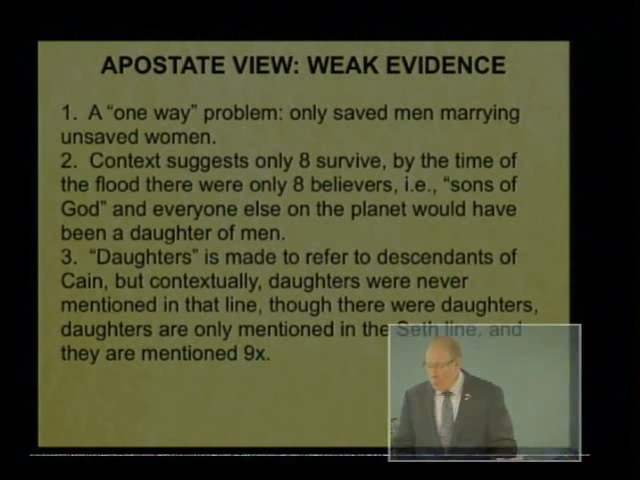 APOSTATE VIEW: WEAK EVIDENCE
1. A “one way” problem: only saved men marrying
unsaved women.
2. Context suggests only 8 survive, by the time of
the flood there were only 8 believers, i.e., “sons of
God” and everyone else on the planet would have
been a daughter of men.
3. “Daughters” is made to refer to descendants of
Cain, but contextually, daughters were never
mentioned in that line, though there were daughters,
daughters are only mentioned in the Seth line, and
they are mentioned 9x.